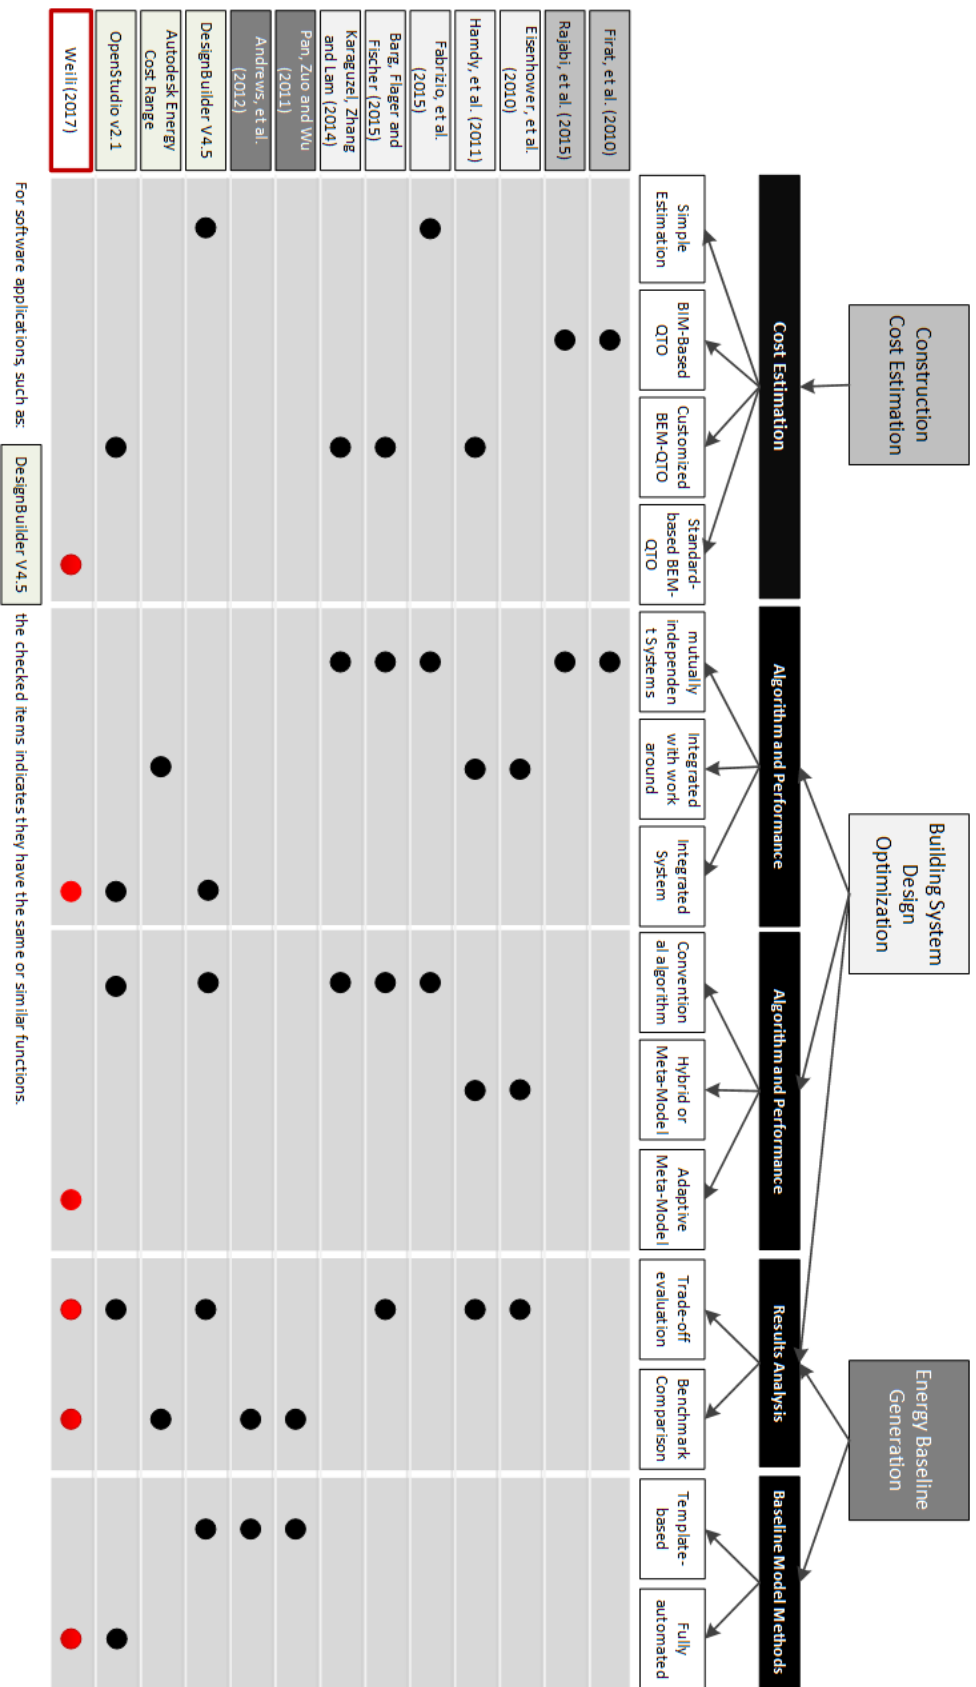 Construction
Cost Estimation
Building System
Design
Optimization
Energy Baseline
Generation
Cost Estimation
Algorithm and Performance
Algorithm and Performance
Results Analysis
Baseline Model Methods
Simple
Estimation
BIM-Based
QTO
Customized
BEM-QTO
Standard-
based BEM-
QTO
mutually
independen
t Systems
Integrated
with work
around
Integrated
System
Convention
al algorithm
Hybrid or
Meta-Model
Adaptive
Meta-Model
Trade-off
evaluation
Benchmark
Comparison
Template-
based
Fully
automated
Firat, et al. (2010)
Rajabi, et al. (2015)
Eisenhower, et al.
(2010)
Hamdy, et al. (2011)
Fabrizio, et al.
(2015)
Barg, Flager and
Fischer (2015)
Karaguzel, Zhang
and Lam (2014)
Pan, Zuo and Wu
(2011)
Andrews, et al.
(2012)
DesignBuilder V4.5
Autodesk Energy
Cost Range
OpenStudio v2.1
Weili (2017)
For software applications, such as: DesignBuilder V4.5 the checked items indicates they have the same or similar functions.